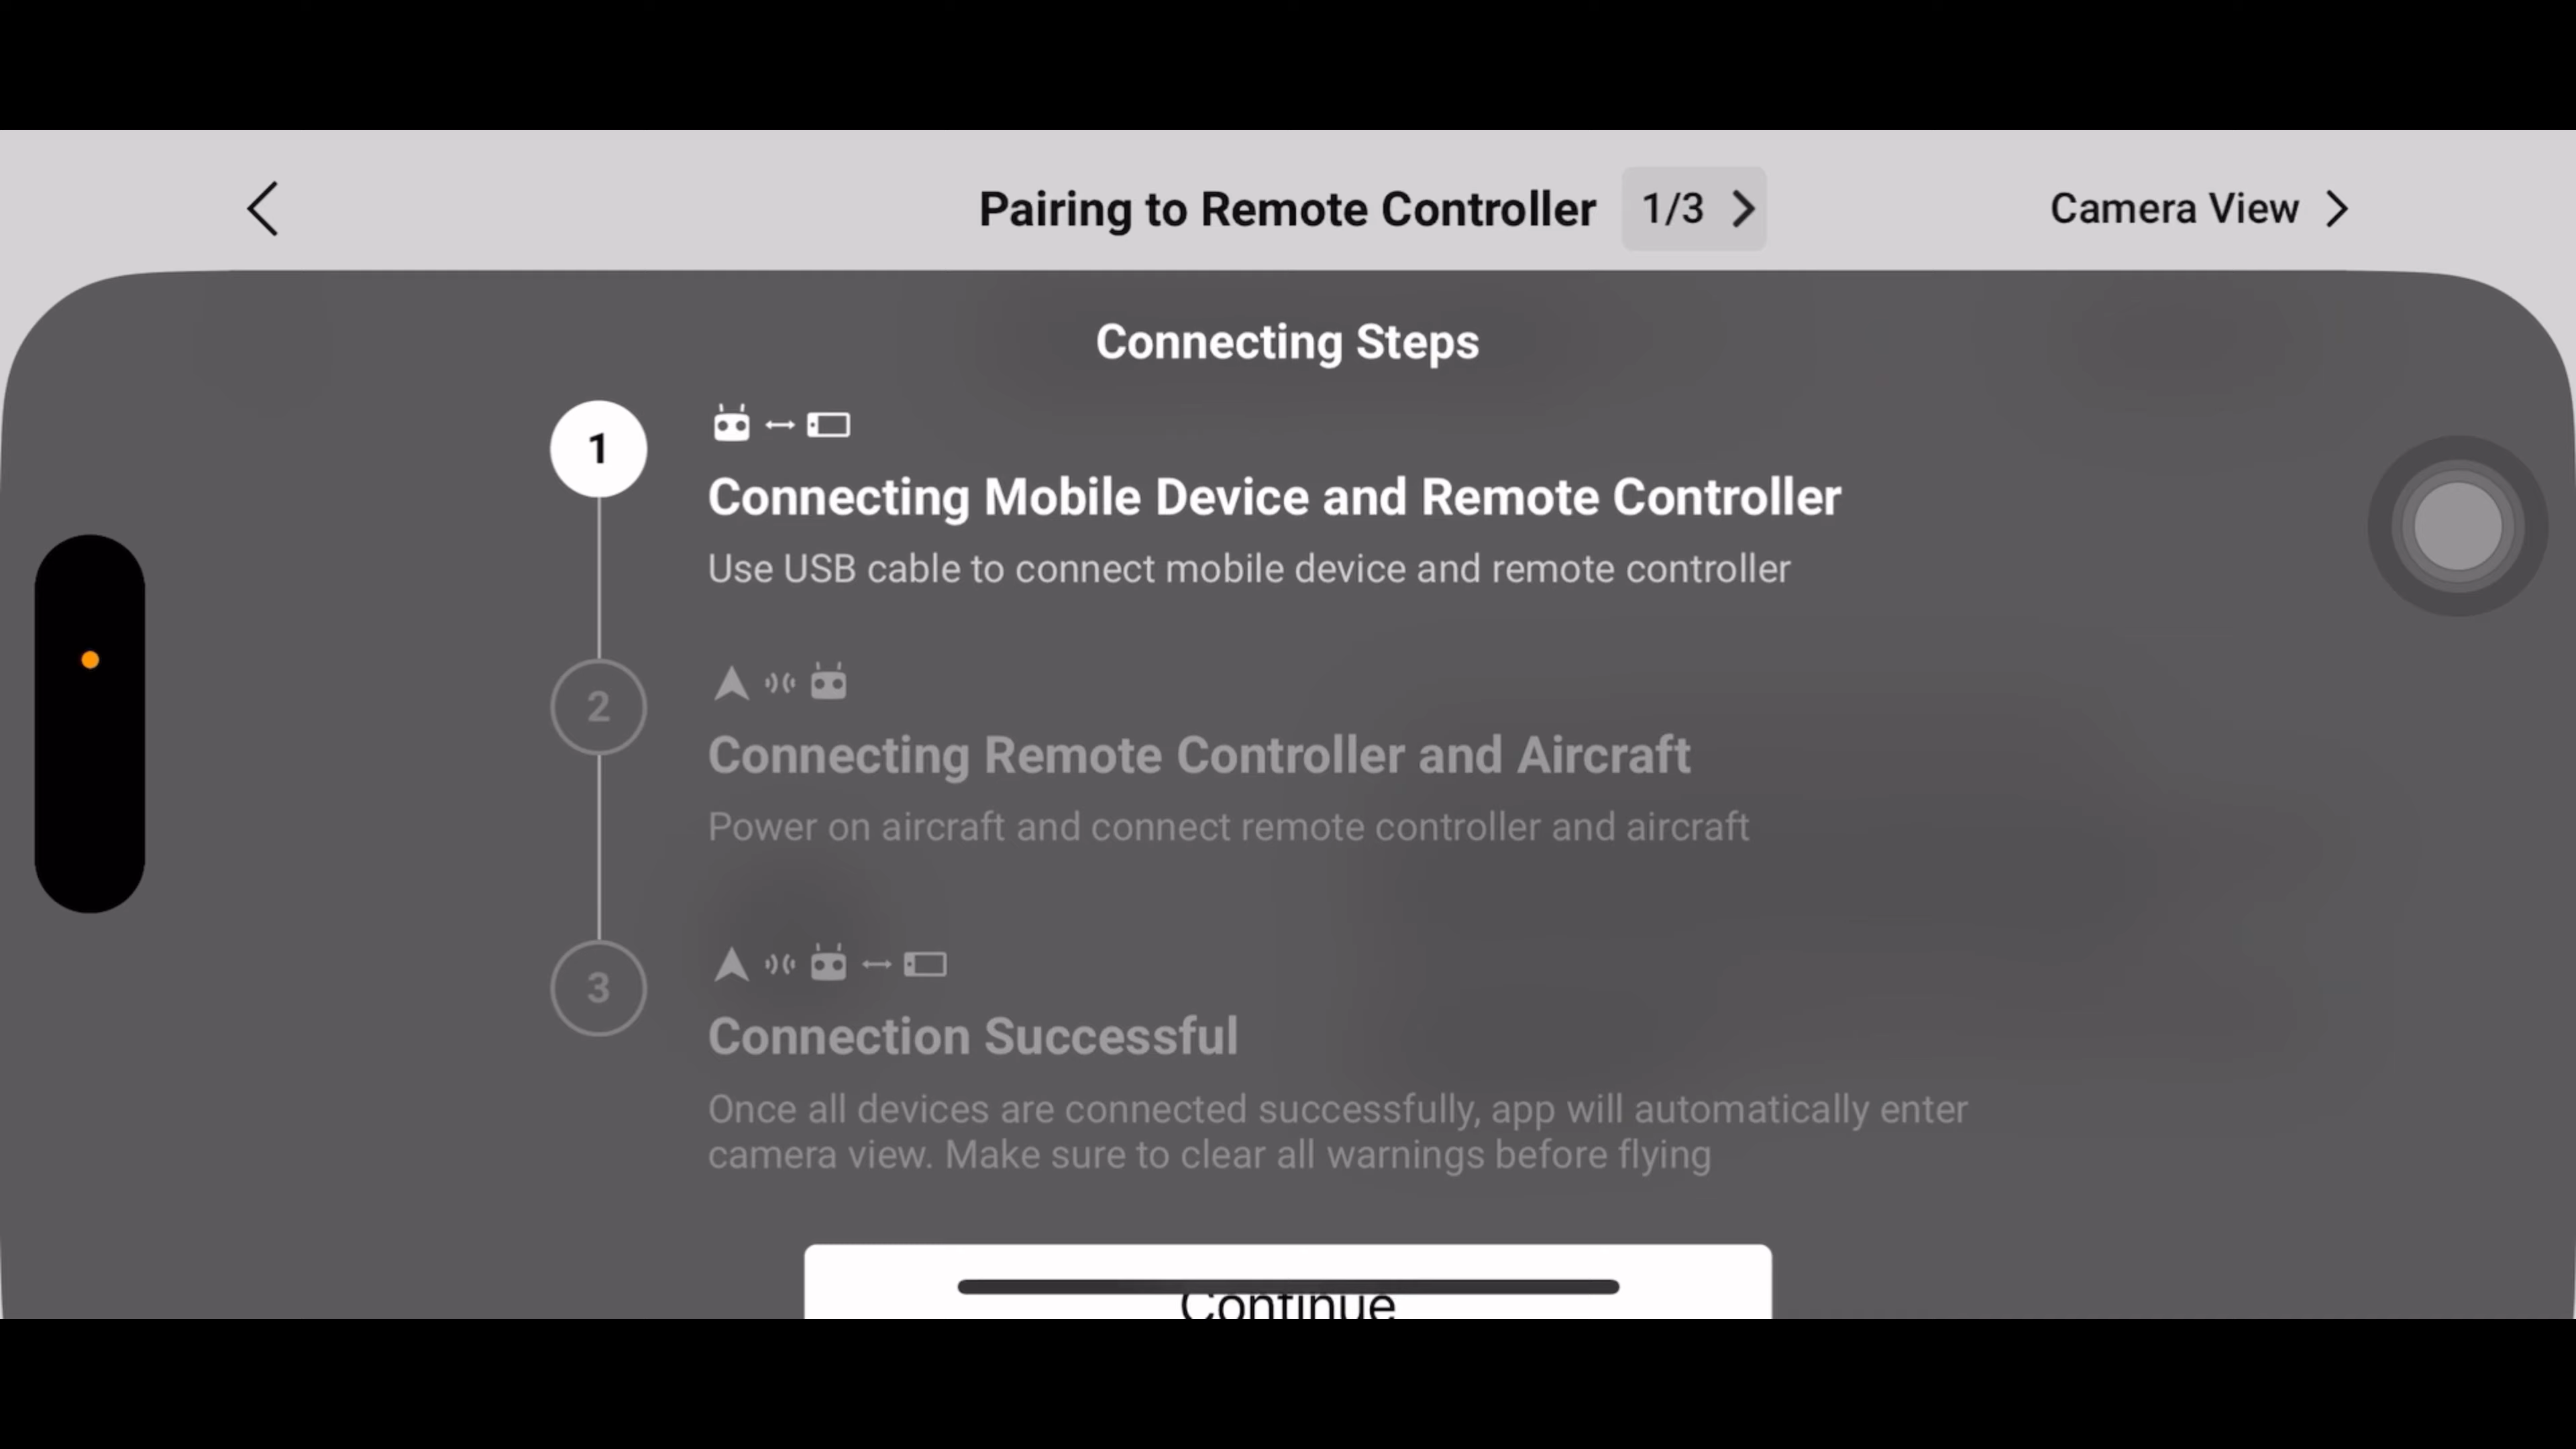 Pairing to Remote Controller 1/3
Camera View
Connecting Steps
1
Connecting Mobile Device and Remote Controller
Use USB cable to connect mobile device and remote controller
2
Connecting Remote Controller and Aircraft
Power on aircraft and connect remote controller and aircraft
3
Connection Successful
Once all devices are connected successfully, app will automatically enter
camera view. Make sure to clear all warnings before flying
Continue